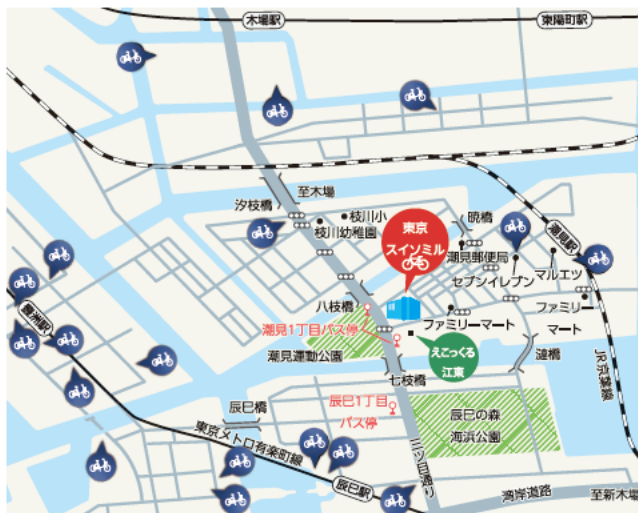 木場駅
東陽町駅
至木場
汐枝橋
枝川小
枝川幼稚園
東京
スイソミル
暁橋
潮見駅
潮見郵便局
セブンイレブン
マルエツ
八枝橋
ファミリー
マート
ファミリーマート
潮見1丁目バス停
潮見運動公園
えこっくる
江東
漣橋
JR京葉線
豊洲駅
七枝橋
辰巳1丁目
バス停
辰巳橋
辰巳の森
海浜公園
東京メトロ有楽町線
三ツ目通り
辰巳駅
湾岸道路
至新木場